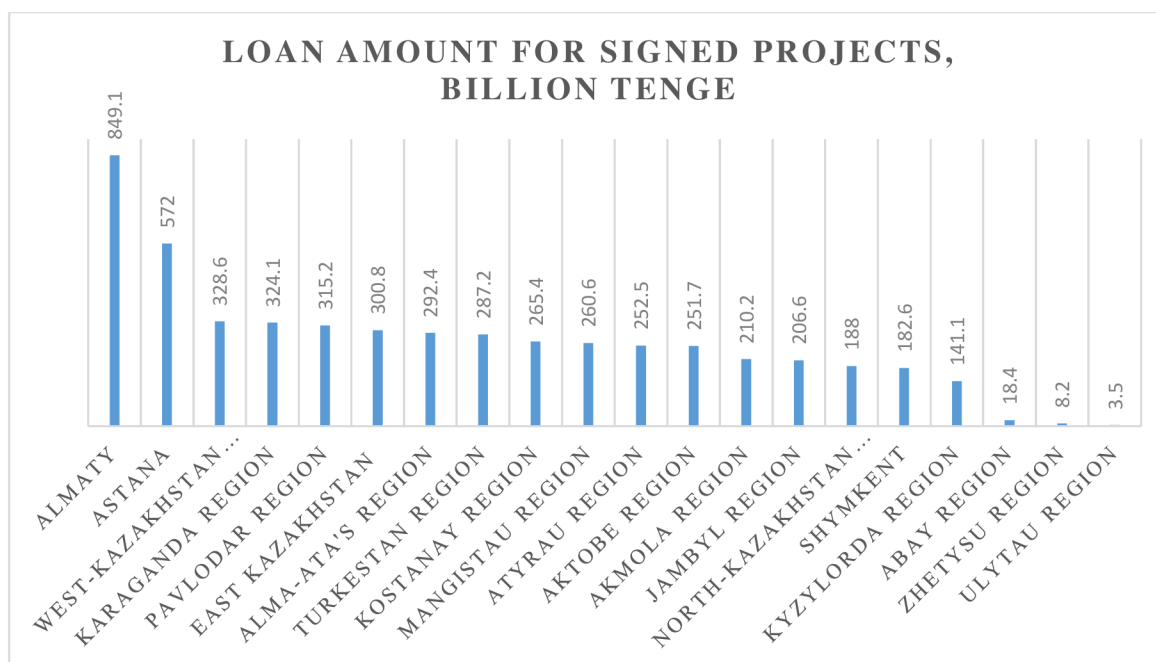 LOAN AMOUNT FOR SIGNED PROJECTS,
BILLION TENGE
849.1
572
328.6
324.1
315.2
300.8
292.4
287.2
265.4
260.6
252.5
251.7
210.2
206.6
188
182.6
141.1
18.4
8.2
3.5
ALMATY
ASTANA
WEST-KAZAKHSTAN...
KARAGANDA REGION
PAVLODAR REGION
EAST KAZAKHSTAN
ALMA-ATA'S REGION
TURKESTAN REGION
KOSTANAY REGION
MANGISTAU REGION
ATYRAU REGION
AKTOBE REGION
AKMOLA REGION
JAMBYL REGION
NORTH-KAZAKHSTAN...
SHYMKENT
KYZYLORDA REGION
ABAY REGION
ZHETYSU REGION
ULYTAU REGION